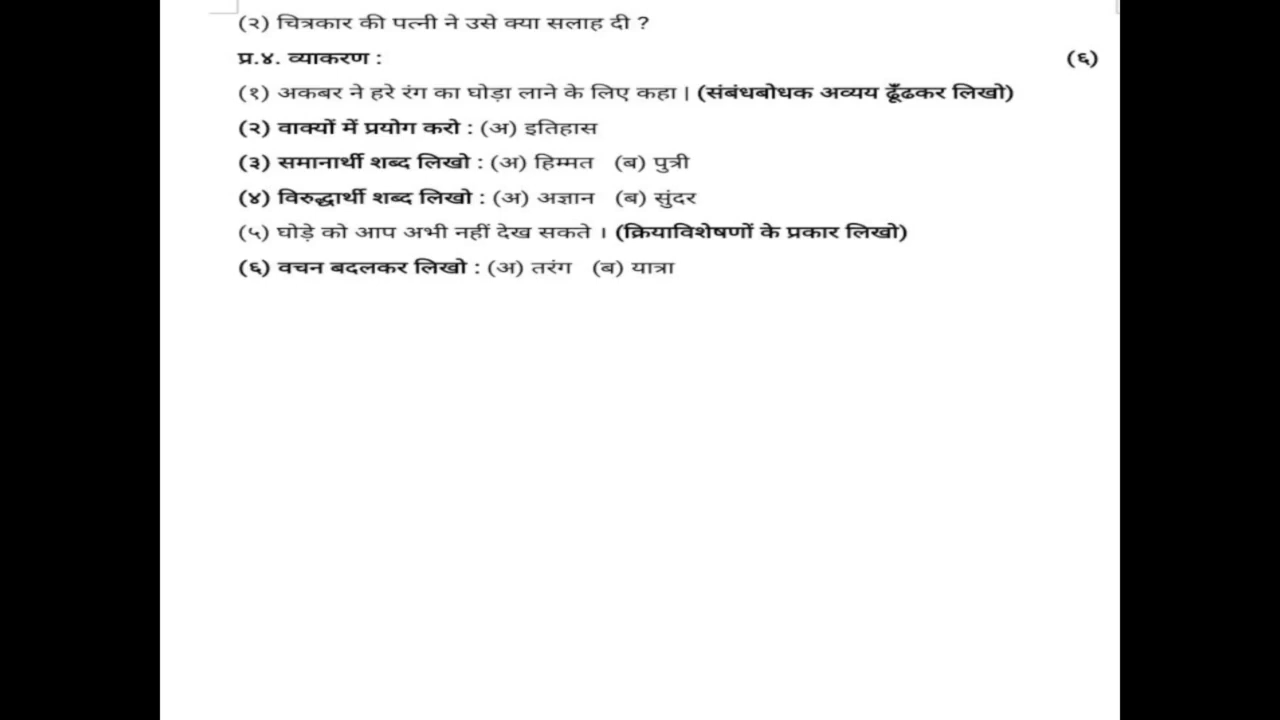 (२) चित्रकार की पत्नी ने उसे क्या सलाह दी ?
प्र.४. व्याकरण : (६)
(१) अकबर ने हरे रंग का घोड़ा लाने के लिए कहा | (संबंधबोधक अव्यय ढूँढकर लिखो)
(२) वाक्यों में प्रयोग करो : (अ) इतिहास
(३) समानार्थी शब्द लिखो : (अ) हिम्मत (ब) पुत्री
(४) विरुद्धार्थी शब्द लिखो : (अ) अज्ञान (ब) सुंदर
(५) घोड़े को आप अभी नहीं देख सकते । (क्रियाविशेषणों के प्रकार लिखो)
(६) वचन बदलकर लिखो : (अ) तरंग (ब) यात्रा